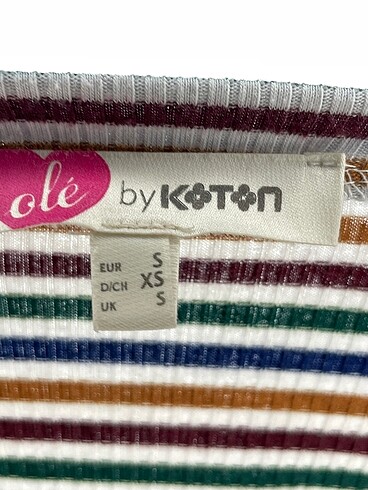 olé by KOTON
EUR S
D/CH XS
UK S